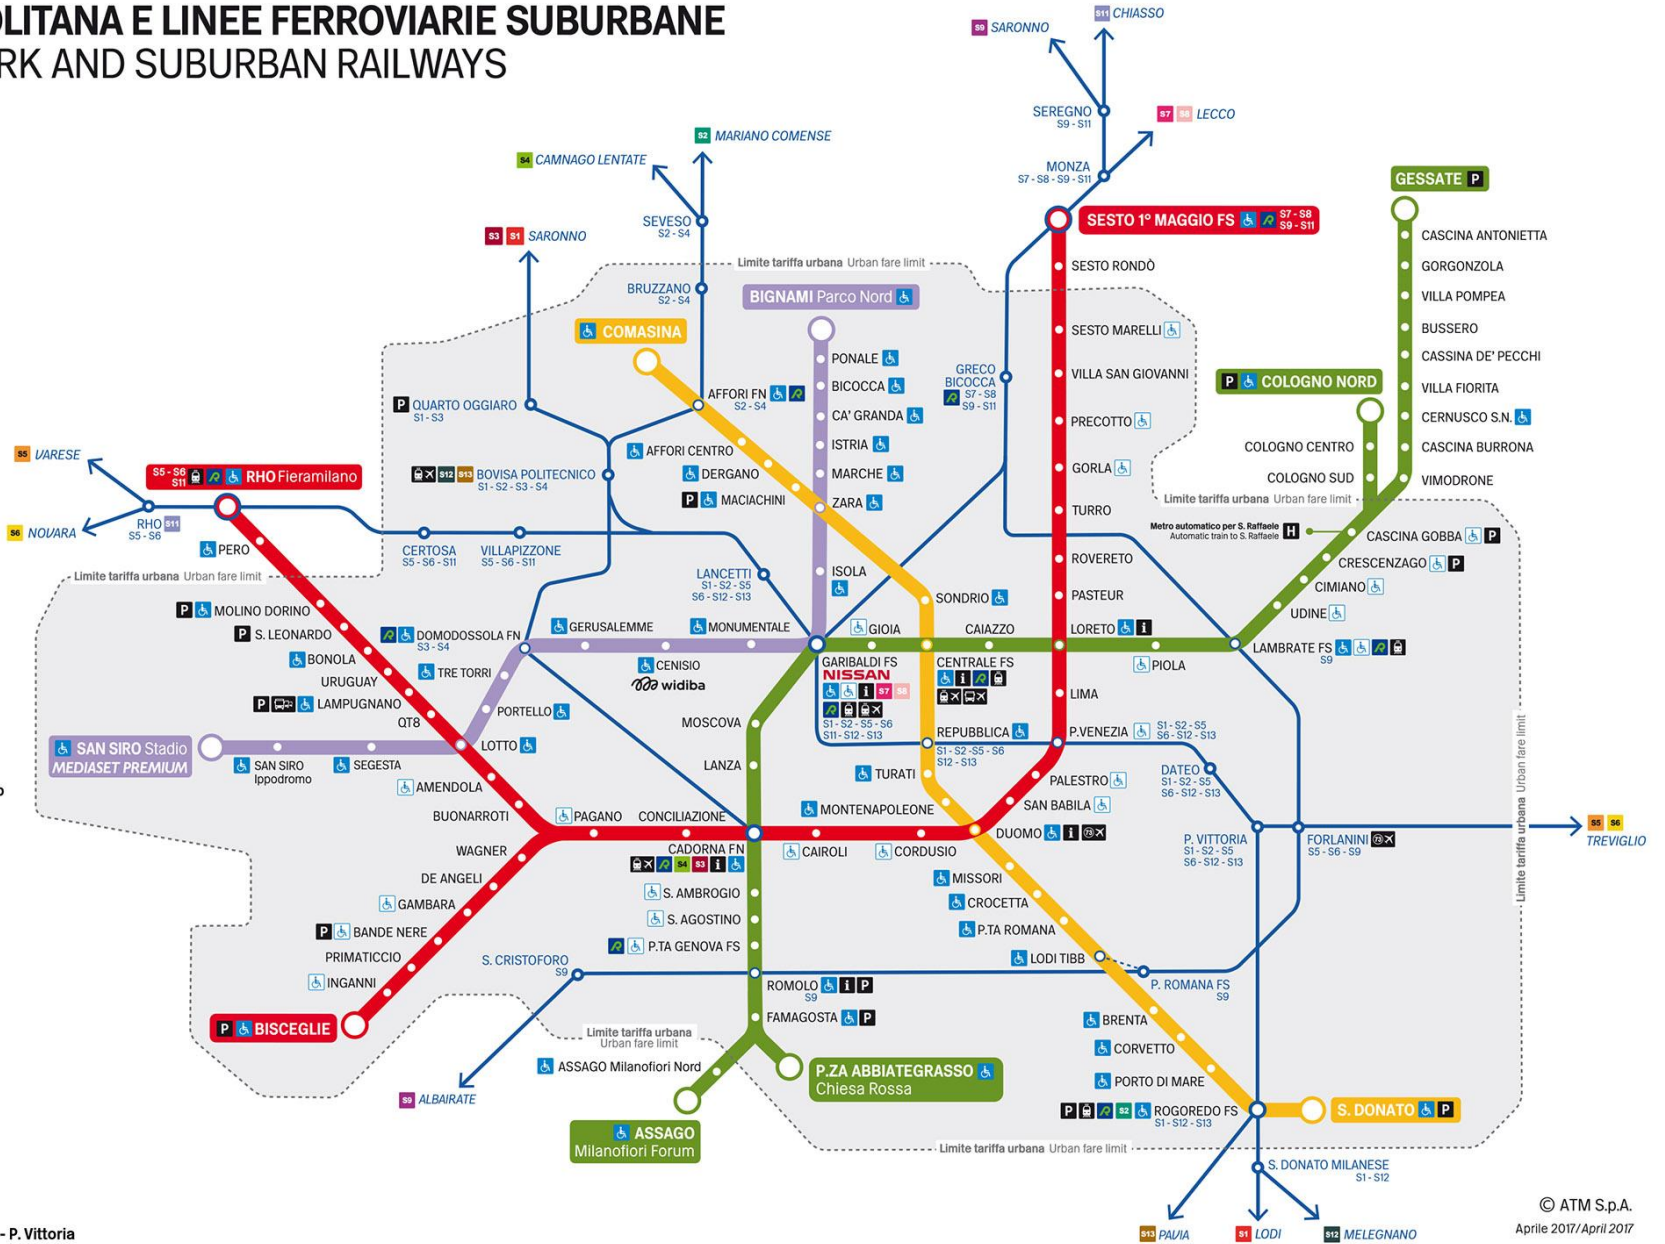 OLITANA E LINEE FERROVIARIE SUBURBANE
RK AND SUBURBAN RAILWAYS
S9 SARONNO
S11 CHIASSO
SEREGNO
S9 - S11
S7 S8 LECCO
MONZA
S7 - S8 - S9 - S11
S2 MARIANO COMENSE
S4 CAMNAGO LENTATE
SEVESO
S2 - S4
S3 S1 SARONNO
BRUZZANO
S2 - S4
Limite tariffa urbana Urban fare limit
GESSATE P
SESTO 1º MAGGIO FS S7 - S8
S9 - S11
CASCINA ANTONIETTA
GORGONZOLA
VILLA POMPEA
BUSSERO
CASSINA DE' PECCHI
VILLA FIORITA
CERNUSCO S.N.
CASCINA BURRONA
VIMODRONE
P COLOGNO NORD
COLOGNO CENTRO
COLOGNO SUD
Limite tariffa urbana Urban fare limit
SESTO RONDÒ
SESTO MARELLI
VILLA SAN GIOVANNI
PRECOTTO
GORLA
TURRO
ROVERETO
PASTEUR
LORETO i
LIMA
P.VENEZIA
S1 - S2 - S5
S6 - S12 - S13
BIGNAMI Parco Nord
PONALE
BICOCCA
CA' GRANDA
ISTRIA
MARCHE
ZARA
ISOLA
GRECO
BICOCCA
R S7 - S8
S9 - S11
COMASINA
AFFORI FN R
S2 - S4
AFFORI CENTRO
DERGANO
P MACIACHINI
P QUARTO OGGIARO
S1 - S3
S12 S13 BOVISA POLITECNICO
S1 - S2 - S3 - S4
S5 VARESE
S6 NOVARA
RHO S11
S5 - S6
S5 - S6
S11 R RHO Fieramilano
CERTOSA
S5 - S6 - S11
VILLAPIZZONE
S5 - S6 - S11
LANCETTI
S1 - S2 - S5
S6 - S12 - S13
Limite tariffa urbana Urban fare limit
PERO
P MOLINO DORINO
P S. LEONARDO
BONOLA
URUGUAY
P LAMPUGNANO
QT8
LOTTO
R DOMODOSSOLA FN
S3 - S4
TRE TORRI
PORTELLO
GERUSALEMME
CENISIO
widiba
MONUMENTALE
GARIBALDI FS
NISSAN
i S7 S8
R
S1 - S2 - S5 - S6
S11 - S12 - S13
GIOIA
SONDRIO
CENTRALE FS
i R
CAIAZZO
PIOLA
LAMBRATE FS R
S9
UDINE
CIMIANO
CRESCENZAGO P
CASCINA GOBBA P
Metro automatico per S. Raffaele
Automatic train to S. Raffaele H
SAN SIRO Stadio
MEDIASET PREMIUM
SAN SIRO
Ippodromo
SEGESTA
AMENDOLA
BUONARROTI
PAGANO
CONCILIAZIONE
WAGNER
DE ANGELI
GAMBARA
P BANDE NERE
PRIMATICCIO
INGANNI
P BISCEGLIE
MOSCOVA
LANZA
CADORNA FN
R S4 S3 i
CAIROLI
CORDUSIO
DUOMO i 73
MONTENAPOLEONE
TURATI
REPUBBLICA
S1 - S2 -S5 - S6
S12 - S13
PALESTRO
SAN BABILA
DATEO
S1 - S2 - S5
S6 - S12 - S13
P. VITTORIA
S1 - S2 - S5
S6 - S12 - S13
FORLANINI 73
S5 - S6 - S9
S5 S6
TREVIGLIO
Limite tariffa urbana Urban fare limit
S. AMBROGIO
S. AGOSTINO
R P.TA GENOVA FS
S. CRISTOFORO
S9
ROMOLO i P
S9
FAMAGOSTA P
MISSORI
CROCETTA
P.TA ROMANA
LODI TIBB
P. ROMANA FS
S9
BRENTA
CORVETTO
PORTO DI MARE
P R S2 ROGOREDO FS
S1 - S12 - S13
S. DONATO P
Limite tariffa urbana
Urban fare limit
ASSAGO Milanofiori Nord
P.ZA ABBIATEGRASSO
Chiesa Rossa
ASSAGO
Milanofiori Forum
S9 ALBAIRATE
Limite tariffa urbana Urban fare limit
S. DONATO MILANESE
S1 - S12
S13 PAVIA
S1 LODI
S12 MELEGNANO
© ATM S.p.A.
Aprile 2017/April 2017
- P. Vittoria